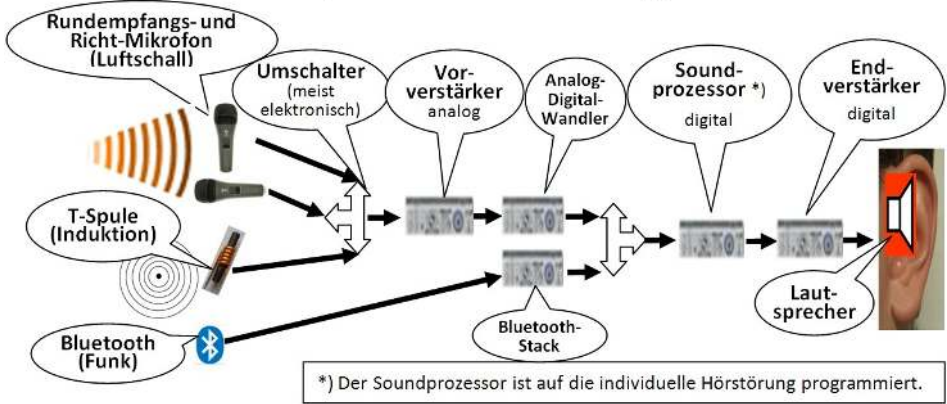 Rundempfangs- und
Richt-Mikrofon
(Luftschall)
Umschalter
(meist
elektronisch)
Vor-
verstärker
analog
Analog-
Digital-
Wandler
Sound-
prozessor *)
digital
End-
verstärker
digital
T-Spule
(Induktion)
Bluetooth
(Funk)
Bluetooth-
Stack
Laut-
sprecher
*) Der Soundprozessor ist auf die individuelle Hörstörung programmiert.